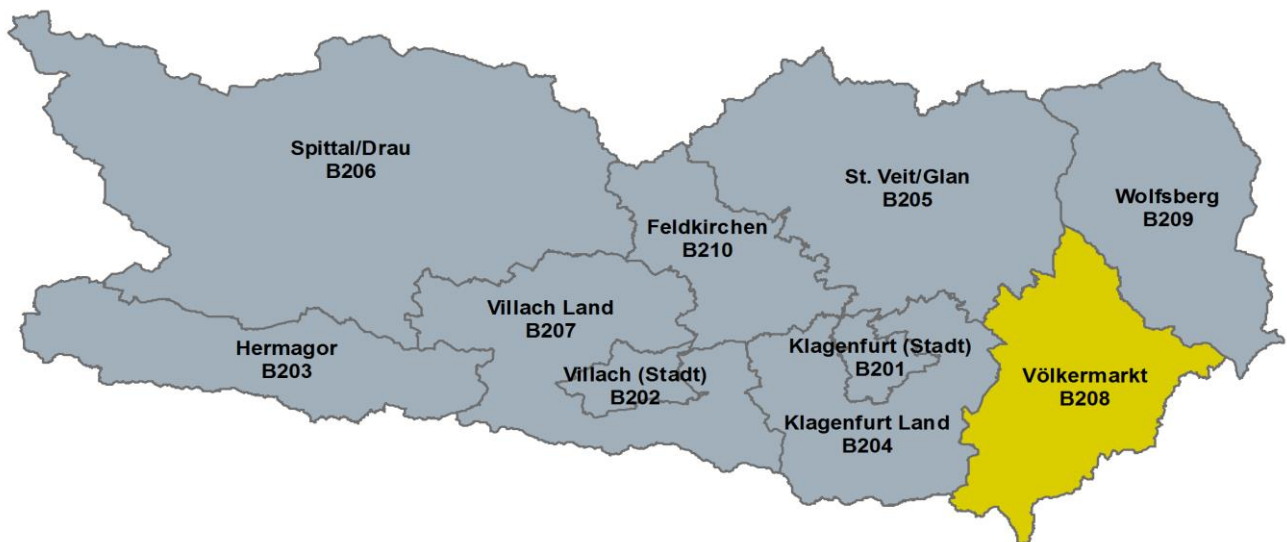 Spittal/Drau
B206
St. Veit/Glan
B205
Wolfsberg
B209
Feldkirchen
B210
Villach Land
B207
Hermagor
B203
Klagenfurt (Stadt)
B201
Villach (Stadt)
B202
Völkermarkt
B208
Klagenfurt Land
B204